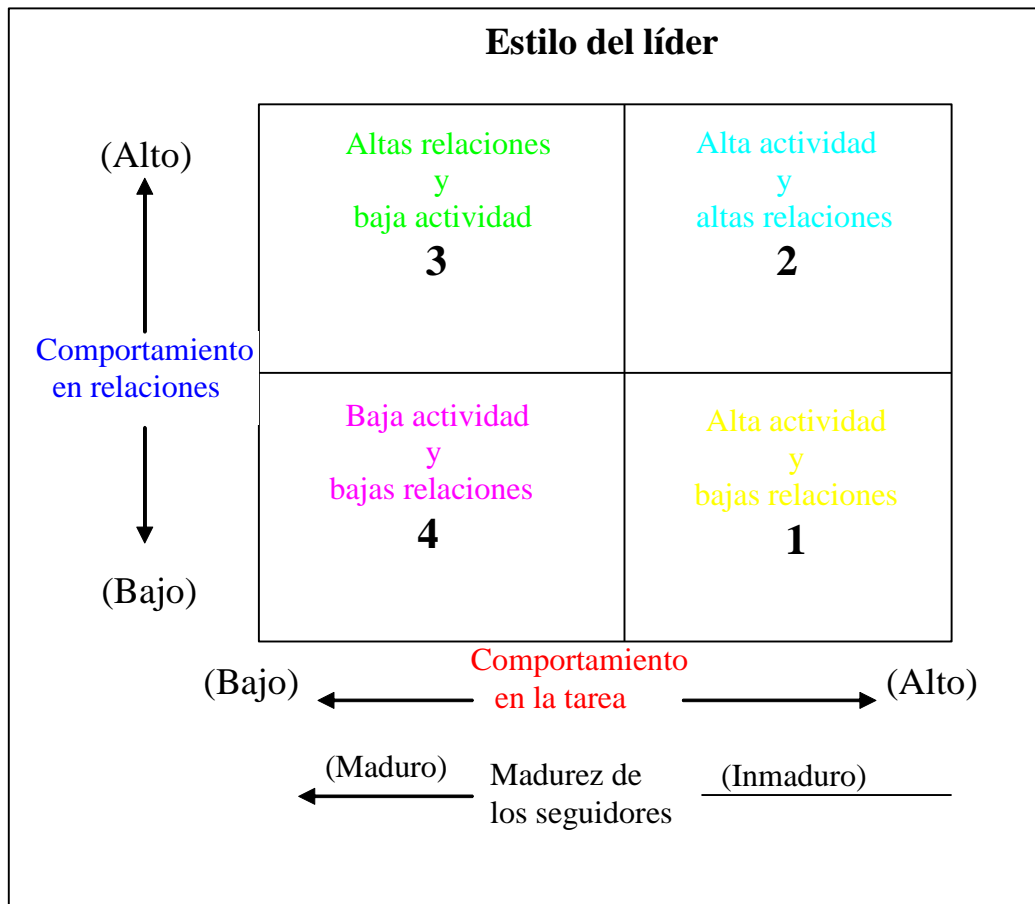 Estilo del líder
(Alto)
Comportamiento
en relaciones
(Bajo)
Altas relaciones
y
baja actividad
3
Alta actividad
y
altas relaciones
2
Baja actividad
y
bajas relaciones
4
Alta actividad
y
bajas relaciones
1
(Bajo)
Comportamiento
en la tarea
(Alto)
(Maduro)
Madurez de
los seguidores
(Inmaduro)